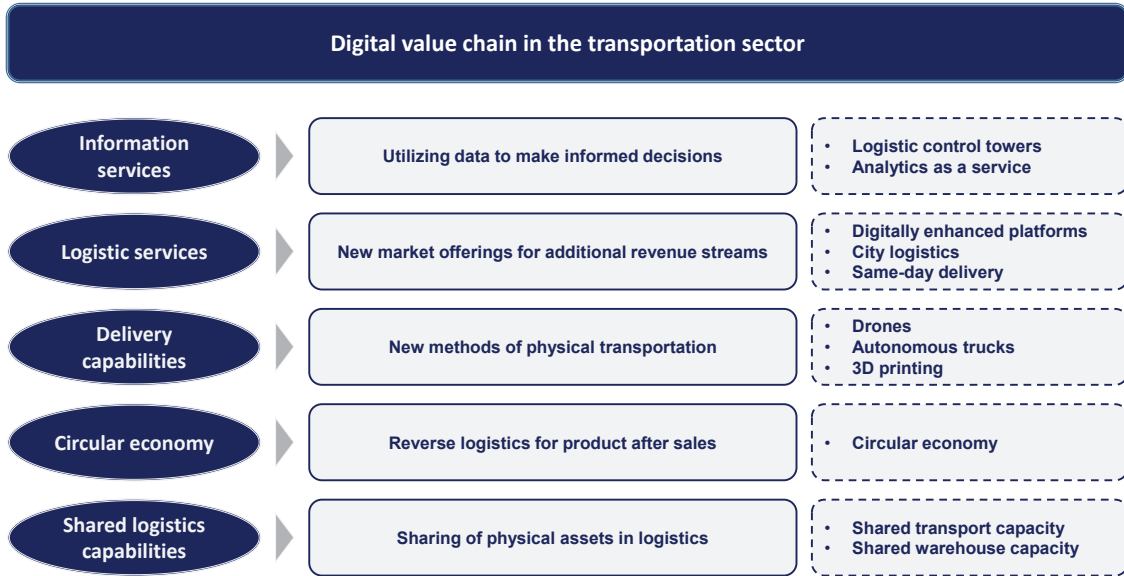 Digital value chain in the transportation sector
Information
services
Utilizing data to make informed decisions
• Logistic control towers
• Analytics as a service
Logistic services
New market offerings for additional revenue streams
• Digitally enhanced platforms
• City logistics
• Same-day delivery
Delivery
capabilities
New methods of physical transportation
• Drones
• Autonomous trucks
• 3D printing
Circular economy
Reverse logistics for product after sales
• Circular economy
Shared logistics
capabilities
Sharing of physical assets in logistics
• Shared transport capacity
• Shared warehouse capacity